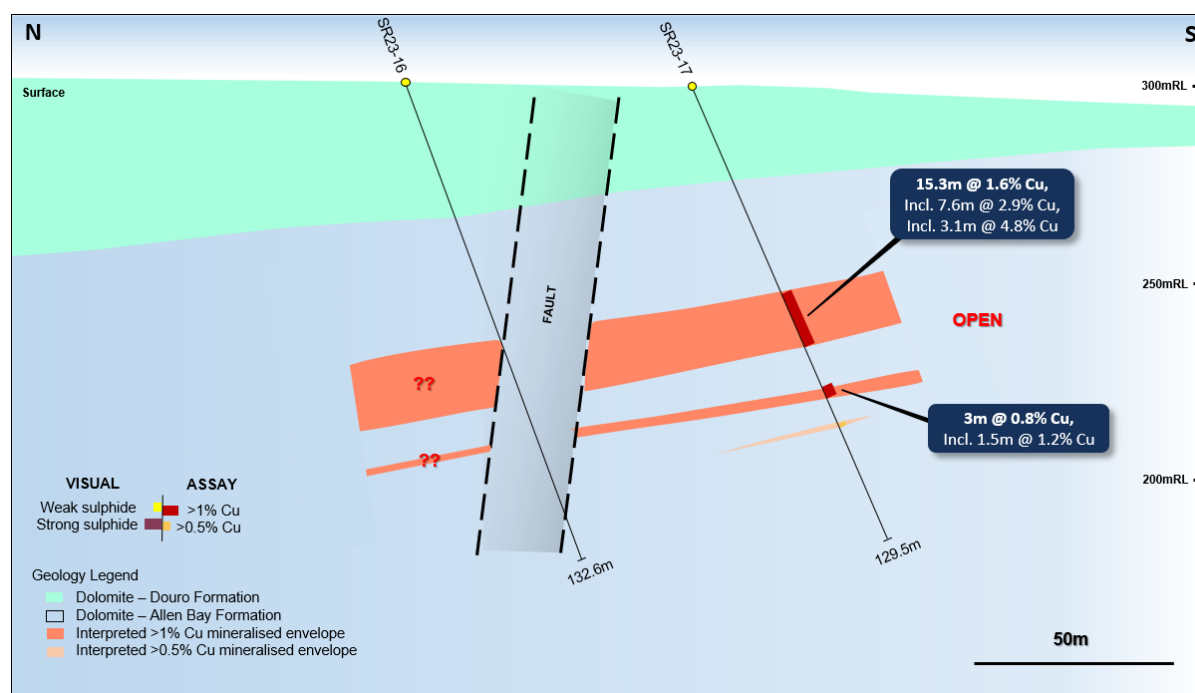 N
S
SR23-16
SR23-17
Surface
300mRL
15.3m @ 1.6% Cu,
Incl. 7.6m @ 2.9% Cu,
Incl. 3.1m @ 4.8% Cu
250mRL
FAULT
OPEN
??
3m @ 0.8% Cu,
Incl. 1.5m @ 1.2% Cu
??
200mRL
VISUAL ASSAY
Weak sulphide >1% Cu
Strong sulphide >0.5% Cu
132.6m
129.5m
Geology Legend
Dolomite – Douro Formation
Dolomite – Allen Bay Formation
Interpreted >1% Cu mineralised envelope
Interpreted >0.5% Cu mineralised envelope
50m